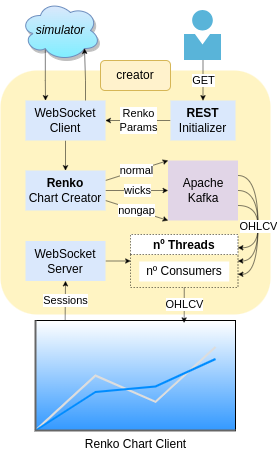 simulator
creator
GET
WebSocket
Client
Renko
Params
REST
Initializer
normal
Renko
Chart Creator
wicks
Apache
Kafka
nongap
OHLCV
WebSocket
Server
nº Threads
nº Consumers
Sessions
OHLCV
Renko Chart Client